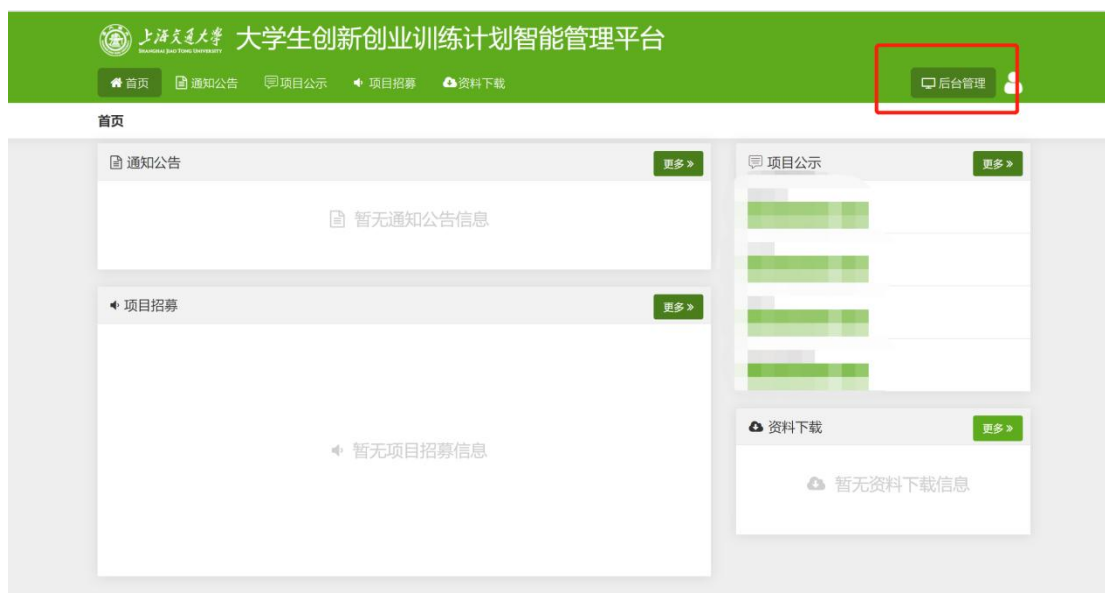 上海交通大学 大学生创新创业训练计划智能管理平台
SHANGHAI JIAO TONG UNIVERSITY
首页 通知公告 项目公示 项目招募 资料下载 后台管理
首页
通知公告 更多 »
暂无通知公告信息
项目招募 更多 »
暂无项目招募信息
项目公示 更多 »
资料下载 更多 »
暂无资料下载信息